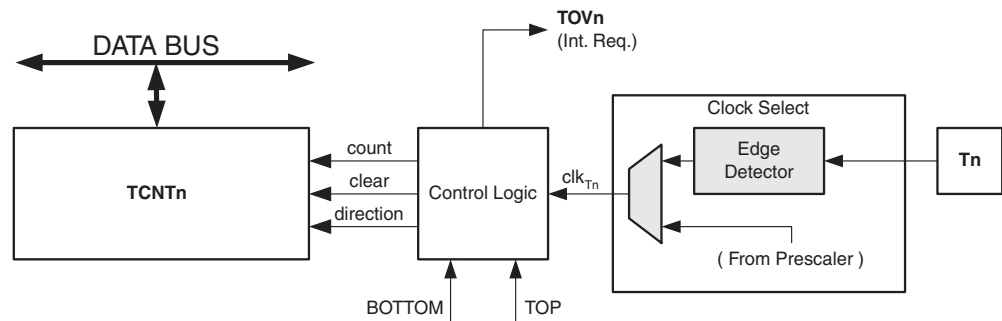 TOVn
(Int. Req.)
DATA BUS
Clock Select
count
Edge
Detector
Tn
TCNTn
clear
Control Logic
clkTn
direction
( From Prescaler )
BOTTOM
TOP